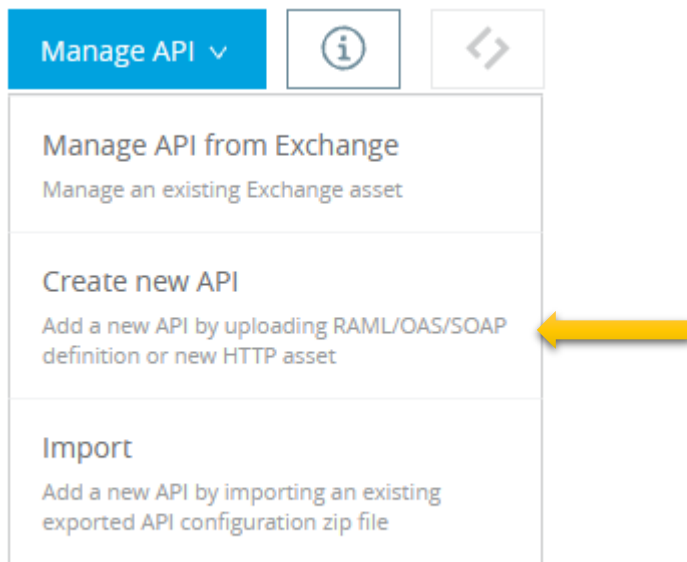 Manage API
Manage API from Exchange
Manage an existing Exchange asset
Create new API
Add a new API by uploading RAML/OAS/SOAP
definition or new HTTP asset
Import
Add a new API by importing an existing
exported API configuration zip file